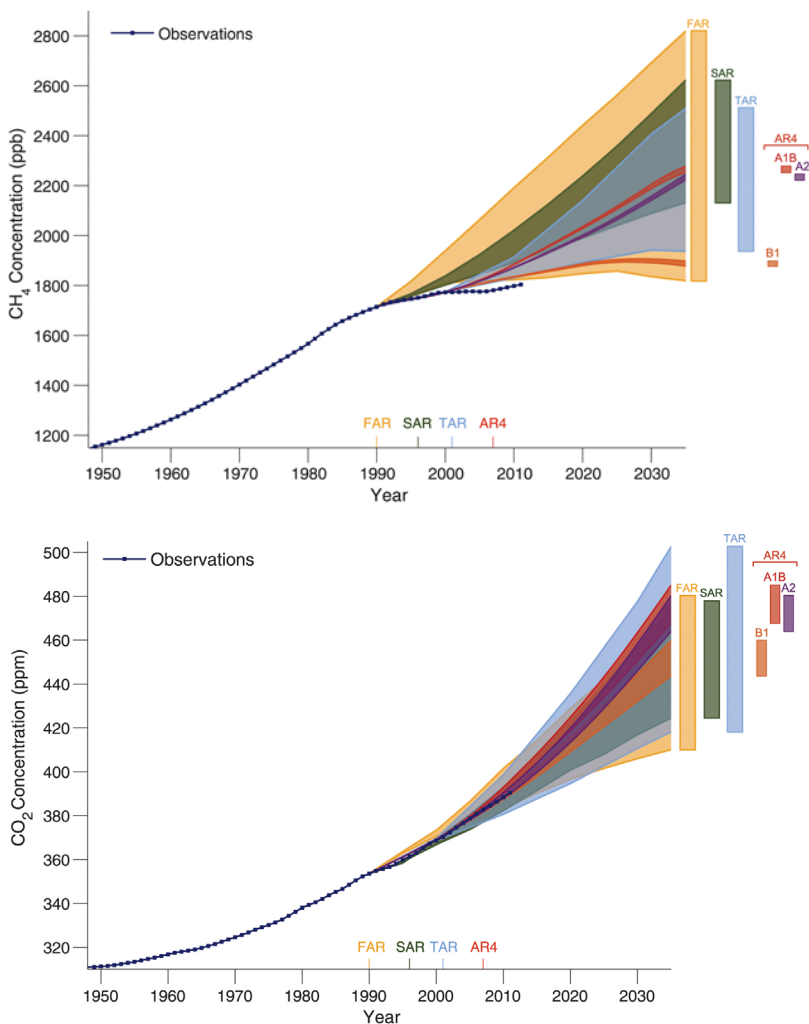 Observations
FAR
SAR
TAR
AR4
A1B
A2
B1
2800
2600
2400
2200
2000
1800
1600
1400
1200
CH4 Concentration (ppb)
FAR SAR TAR AR4
1950 1960 1970 1980 1990 2000 2010 2020 2030
Year
Observations
TAR
AR4
A1B
FAR SAR A2
B1
500
480
460
440
420
400
380
360
340
320
CO2 Concentration (ppm)
FAR SAR TAR AR4
1950 1960 1970 1980 1990 2000 2010 2020 2030
Year